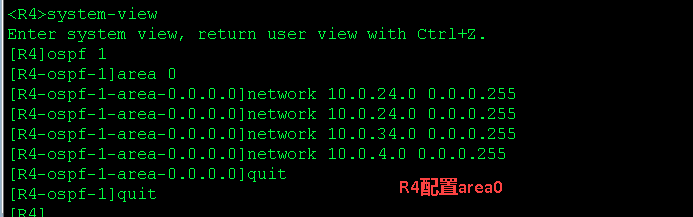 <R4>system-view
Enter system view, return user view with Ctrl+Z.
[R4]ospf 1
[R4-ospf-1]area 0
[R4-ospf-1-area-0.0.0.0]network 10.0.24.0 0.0.0.255
[R4-ospf-1-area-0.0.0.0]network 10.0.24.0 0.0.0.255
[R4-ospf-1-area-0.0.0.0]network 10.0.34.0 0.0.0.255
[R4-ospf-1-area-0.0.0.0]network 10.0.4.0 0.0.0.255
[R4-ospf-1-area-0.0.0.0]quit
[R4-ospf-1]quit
R4配置area0
[R4]